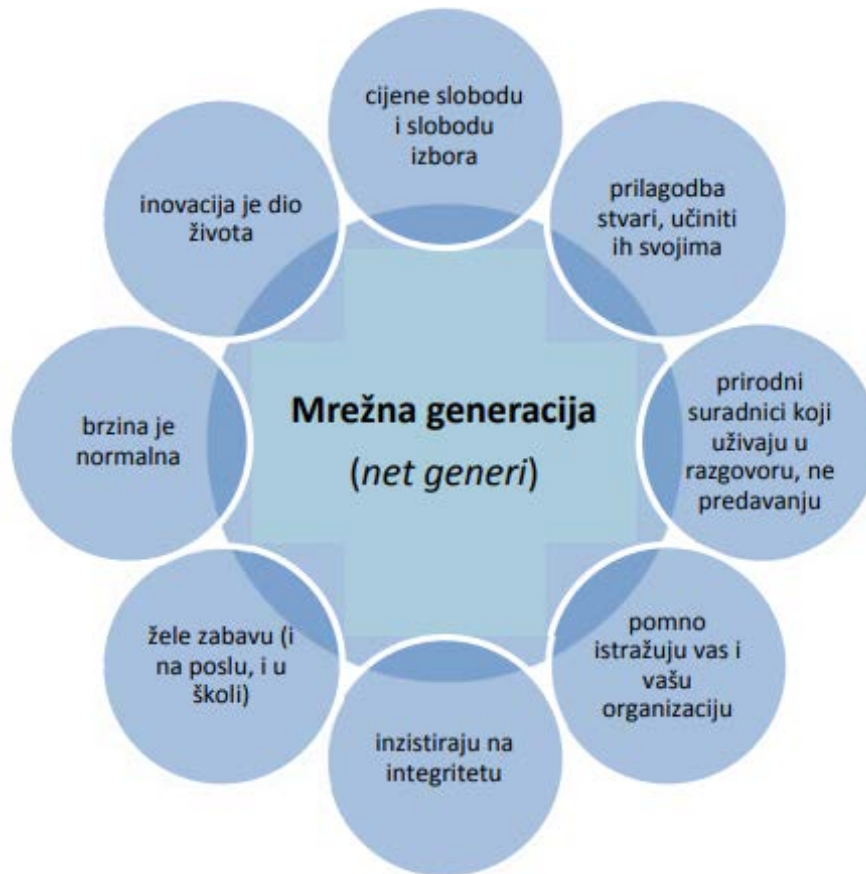 cijene slobodu
i slobodu
izbora
prilagodba
stvari, učiniti
ih svojima
prirodni
suradnici koji
uživaju u
razgovoru, ne
predavanju
pomno
istražuju vas i
vašu
organizaciju
inzistiraju na
integritetu
žele zabavu (i
na poslu, i u
školi)
brzina je
normalna
inovacija je dio
života
Mrežna generacija
(net generi)